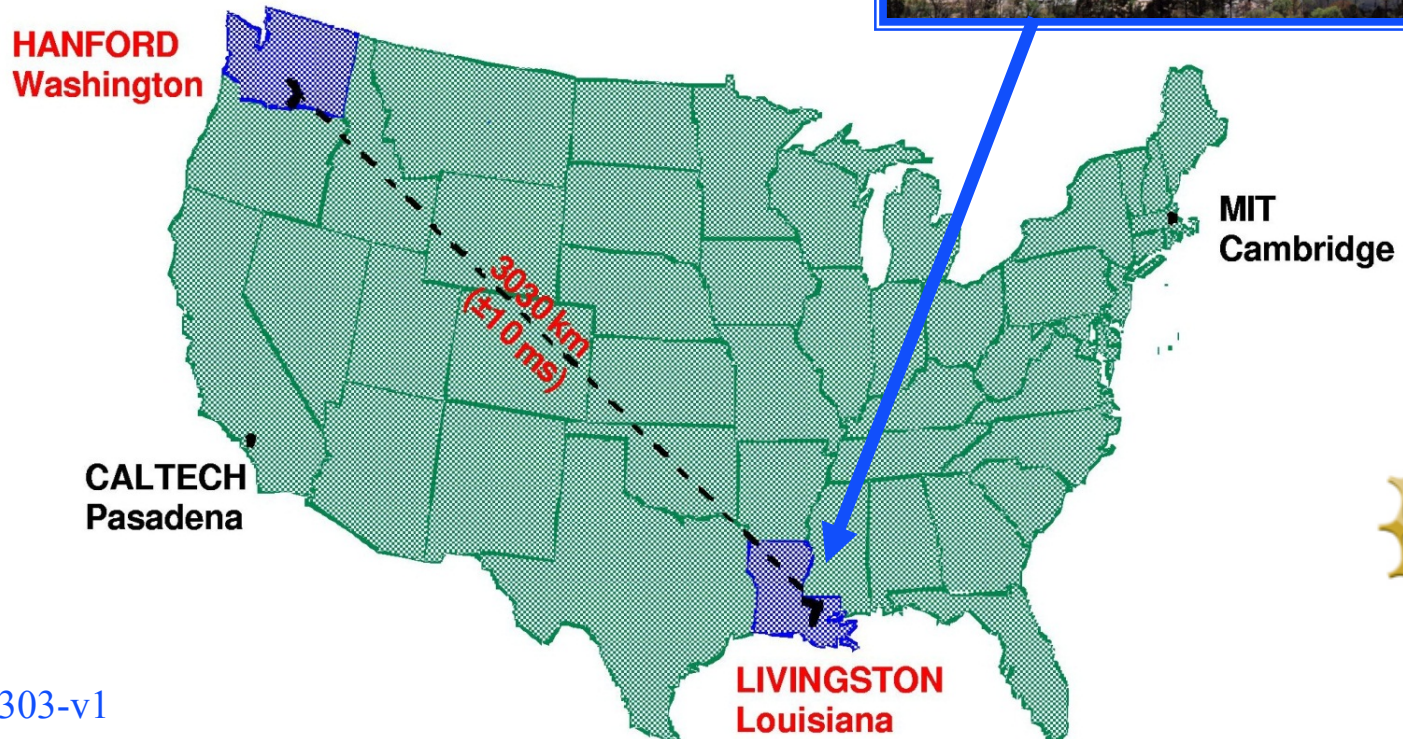 HANFORD
Washington
MIT
Cambridge
3030 km
(±10 ms)
CALTECH
Pasadena
LIVINGSTON
Louisiana
303-v1